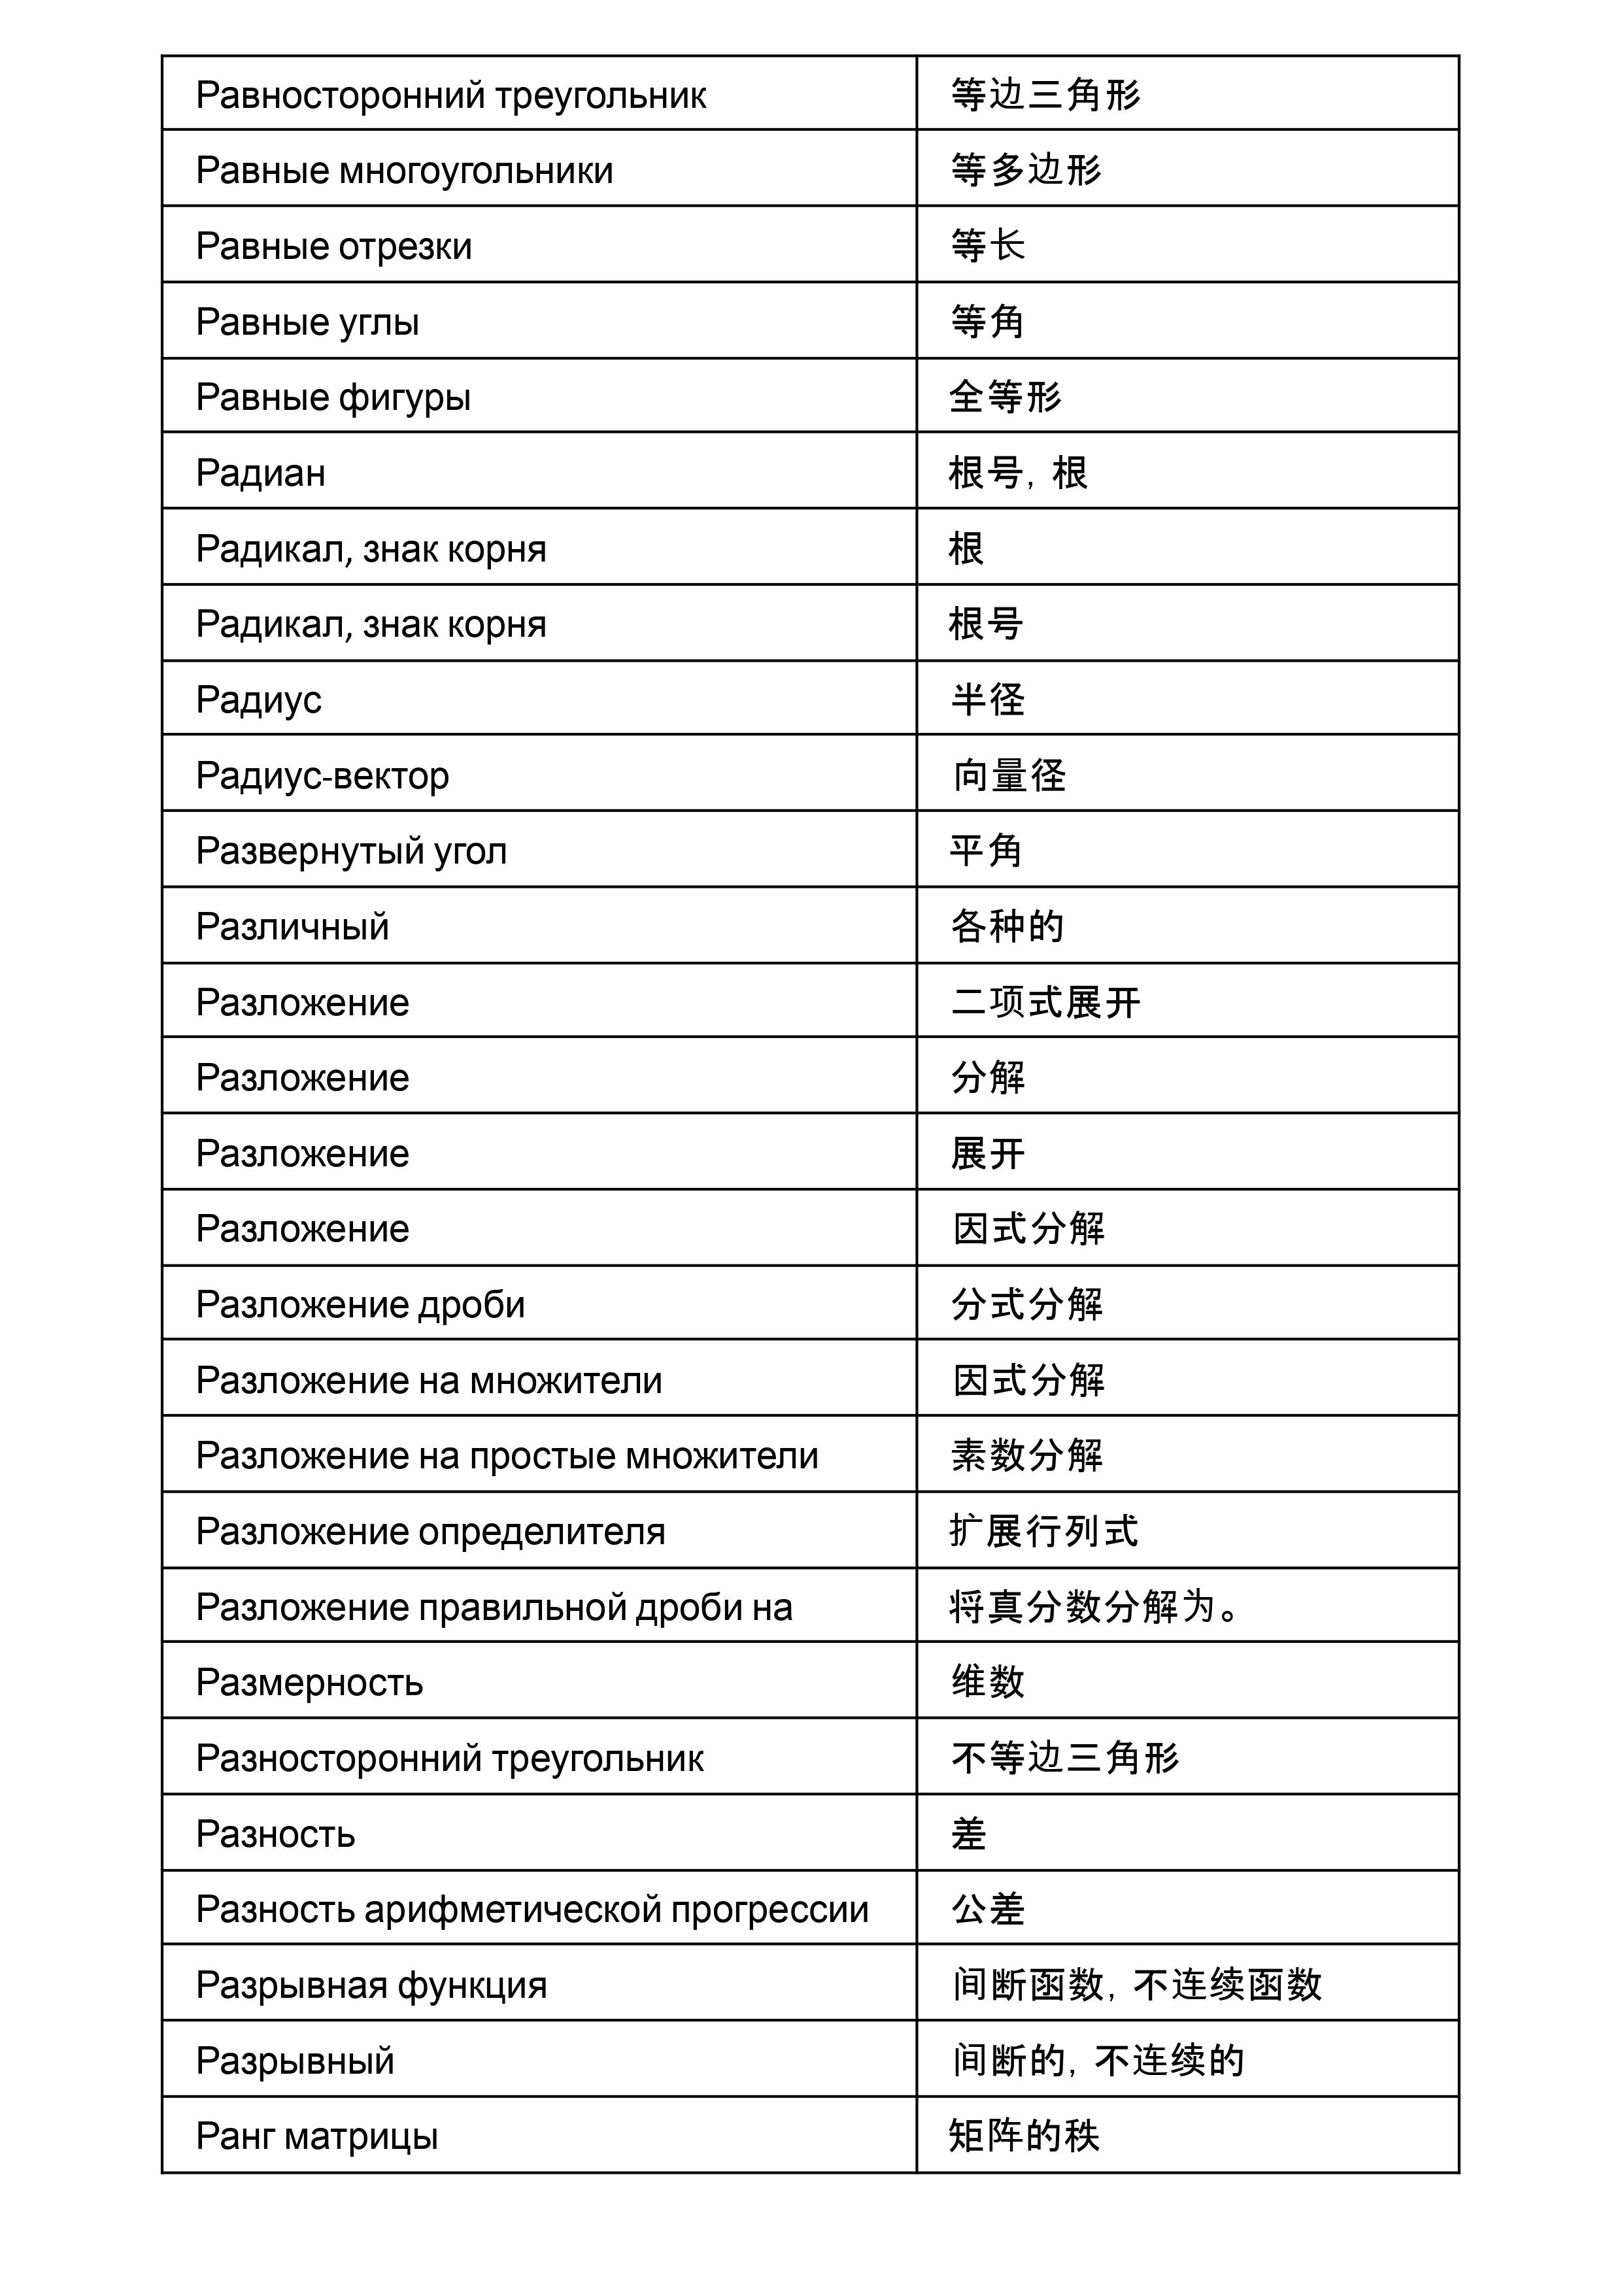 Равносторонний треугольник 等边三角形
Равные многоугольники 等多边形
Равные отрезки 等长
Равные углы 等角
Равные фигуры 全等形
Радиан 根号, 根
Радикал, знак корня 根
Радикал, знак корня 根号
Радиус 半径
Радиус-вектор 向量径
Развернутый угол 平角
Различный 各种的
Разложение 二项式展开
Разложение 分解
Разложение 展开
Разложение 因式分解
Разложение дроби 分式分解
Разложение на множители 因式分解
Разложение на простые множители 素数分解
Разложение определителя 扩展行列式
Разложение правильной дроби на 将真分数分解为。
Размерность 维数
Разносторонний треугольник 不等边三角形
Разность 差
Разность арифметической прогрессии 公差
Разрывная функция 间断函数, 不连续函数
Разрывный 间断的, 不连续的
Ранг матрицы 矩阵的秩